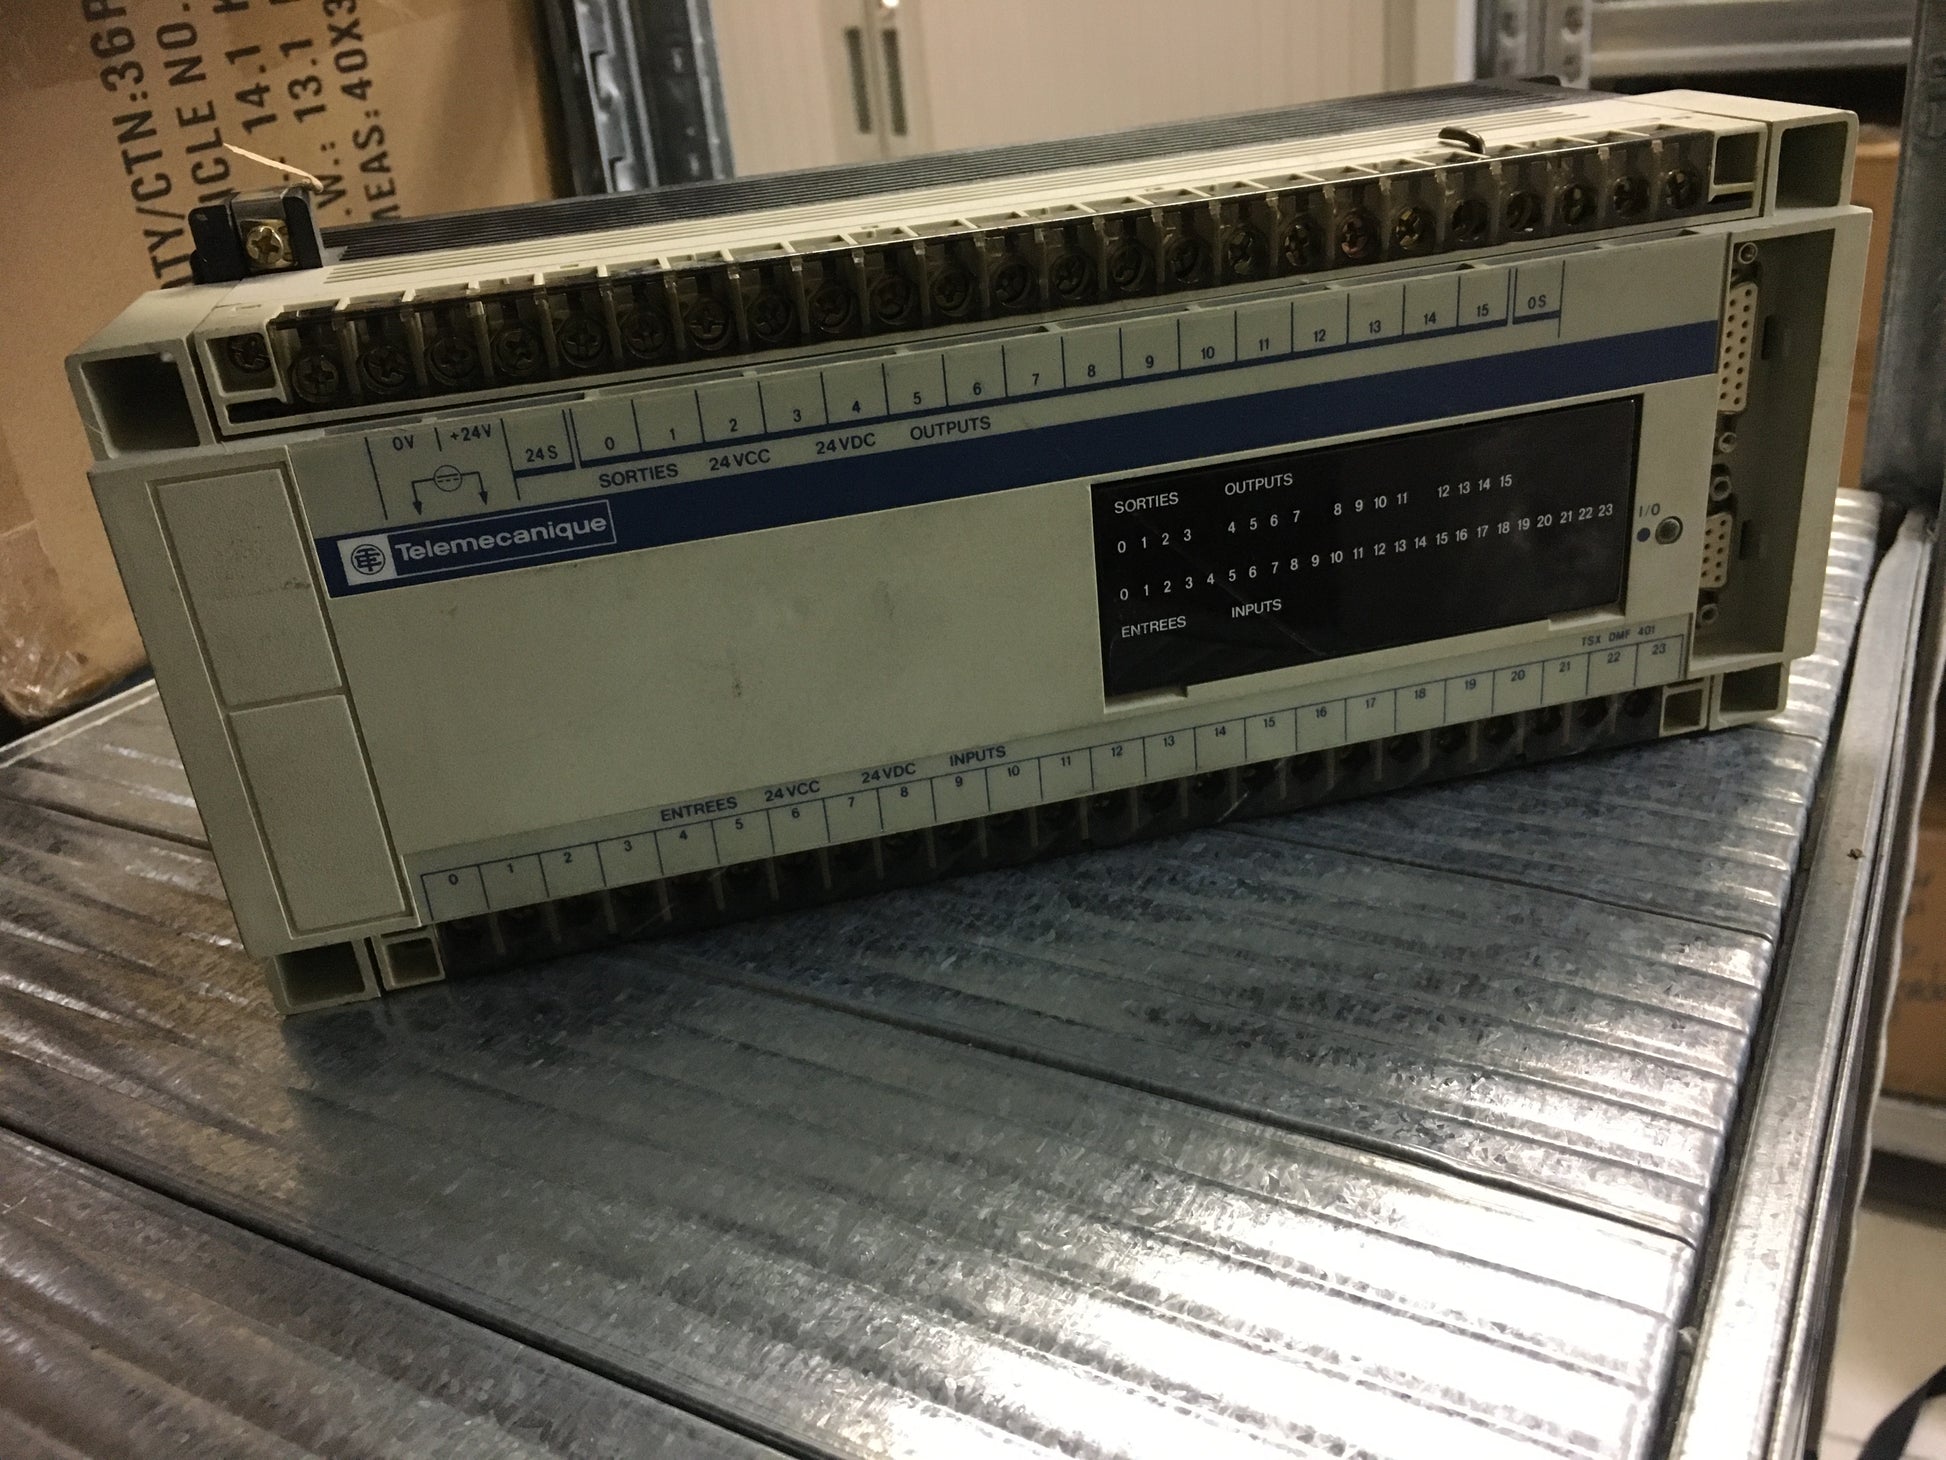 QTY/CTN:36P
CLE NO.
14.1 K
.W.: 13.1
MEAS: 40X3
0V +24V 24S 0 1 2 3 4 5 6 7 8 9 10 11 12 13 14 15 0S
SORTIES 24VCC 24VDC OUTPUTS
Telemecanique
SORTIES OUTPUTS
0 1 2 3 4 5 6 7 8 9 10 11 12 13 14 15
0 1 2 3 4 5 6 7 8 9 10 11 12 13 14 15 16 17 18 19 20 21 22 23
ENTREES INPUTS
I/0
TSX DMF 401
ENTREES 24VCC 24VDC INPUTS
0 1 2 3 4 5 6 7 8 9 10 11 12 13 14 15 16 17 18 19 20 21 22 23